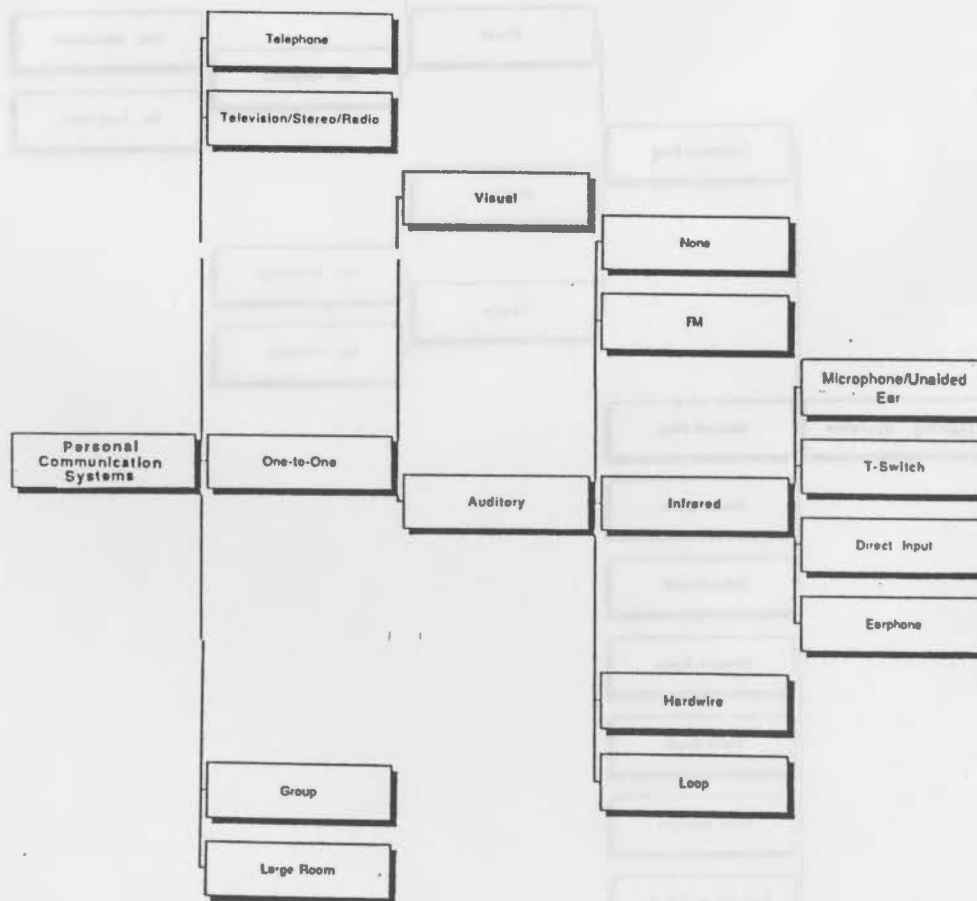 Telephone
Television/Stereo/Radio
Visual
None
FM
Microphone/Unaided
Ear
Personal
Communication
Systems
One-to-One
T-Switch
Auditory
Infrared
Direct Input
Earphone
Hardwire
Group
Loop
Large Room